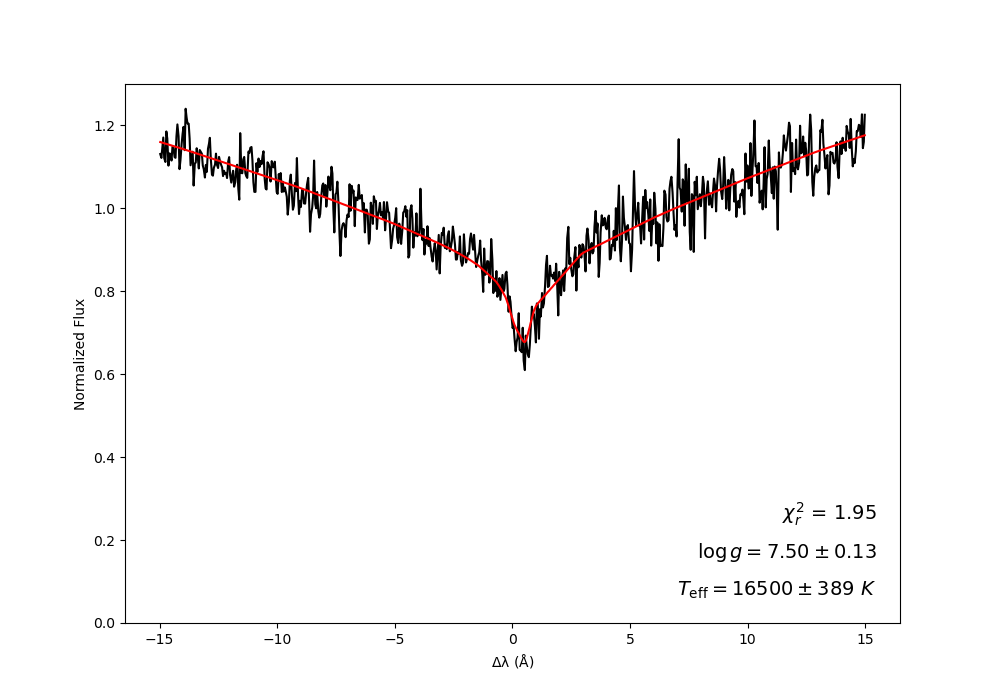 Normalized Flux
1.2
1.0
0.8
0.6
0.4
0.2
0.0
χ²ᵣ = 1.95
log g = 7.50 ± 0.13
T_eff = 16500 ± 389 K
−15 −10 −5 0 5 10 15
Δλ (Å)